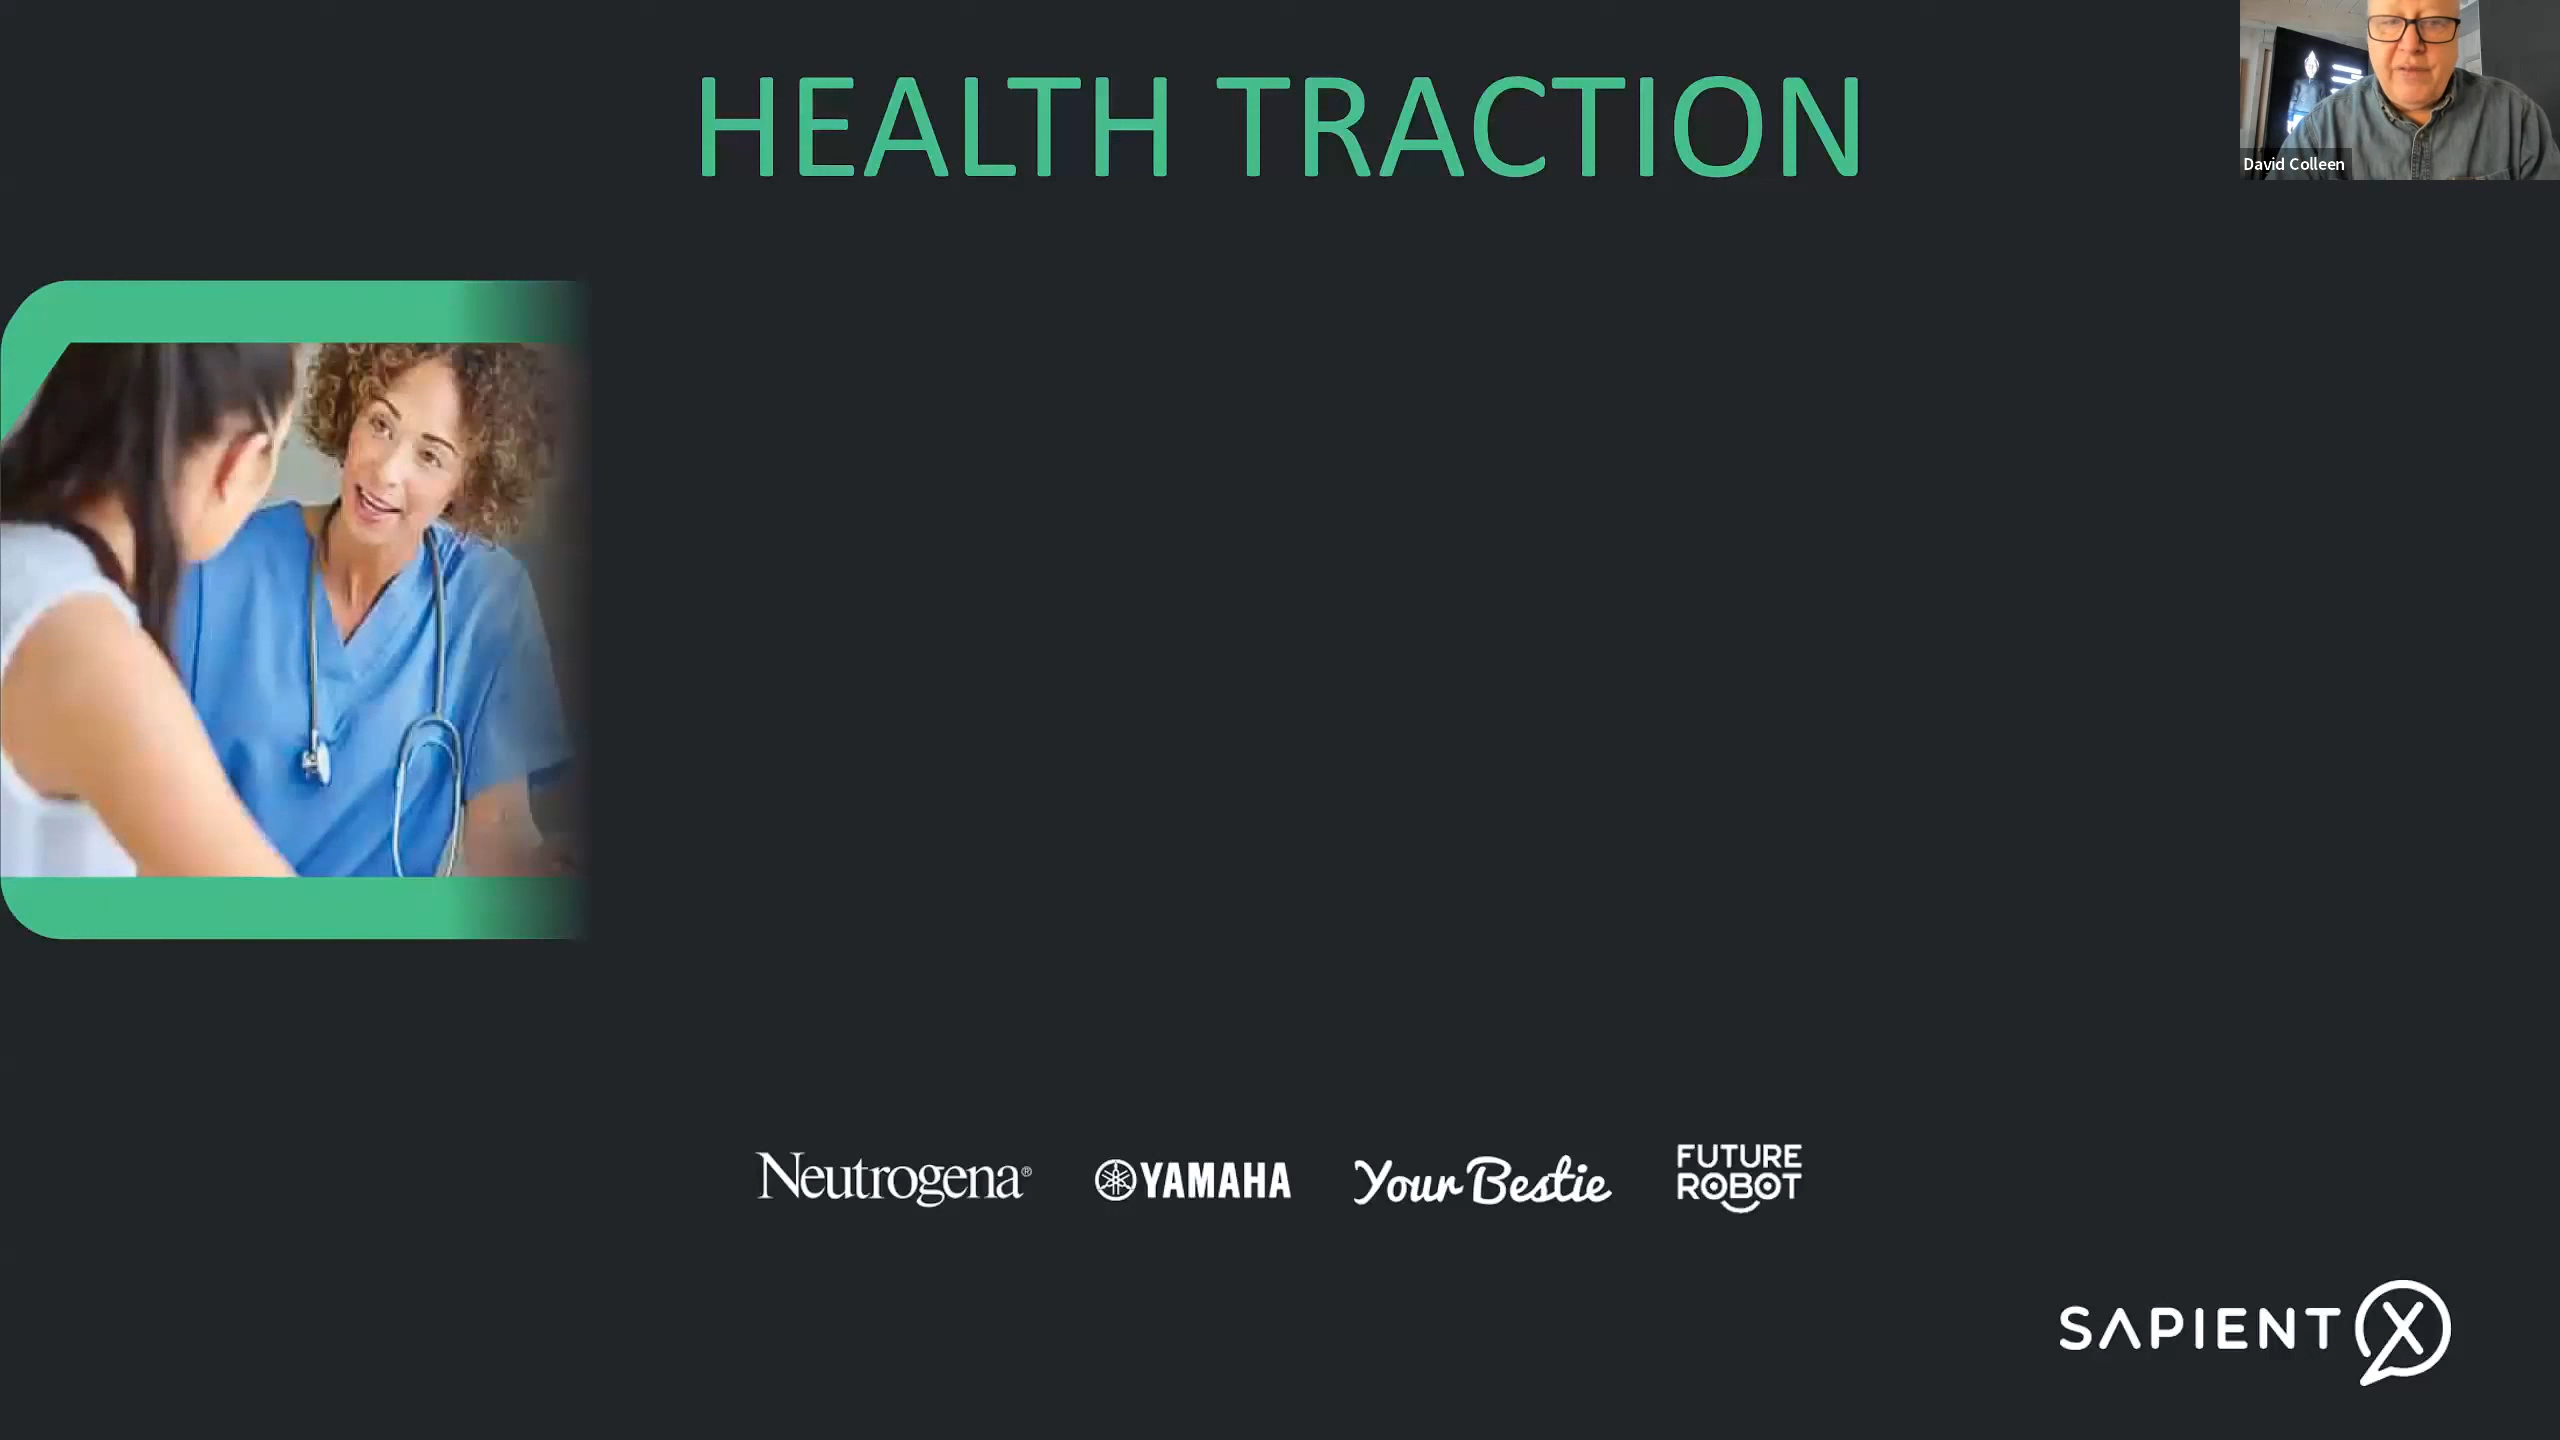 HEALTH TRACTION
David Colleen
Neutrogena®
YAMAHA
Your Bestie
FUTURE
ROBOT
SAPIENT X